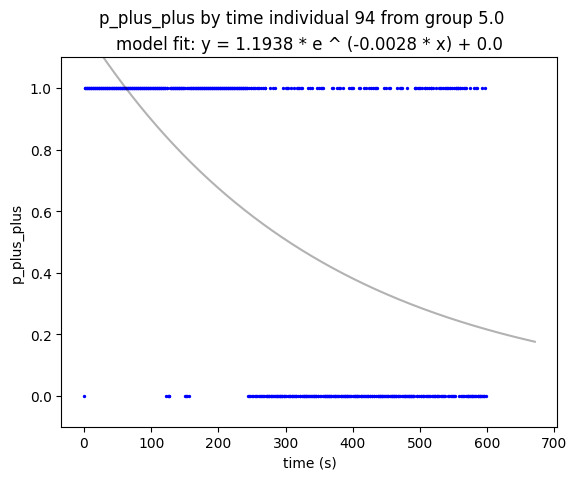 p_plus_plus by time individual 94 from group 5.0
model fit: y = 1.1938 * e ^ (-0.0028 * x) + 0.0
1.0
0.8
0.6
0.4
0.2
0.0
p_plus_plus
0 100 200 300 400 500 600 700
time (s)